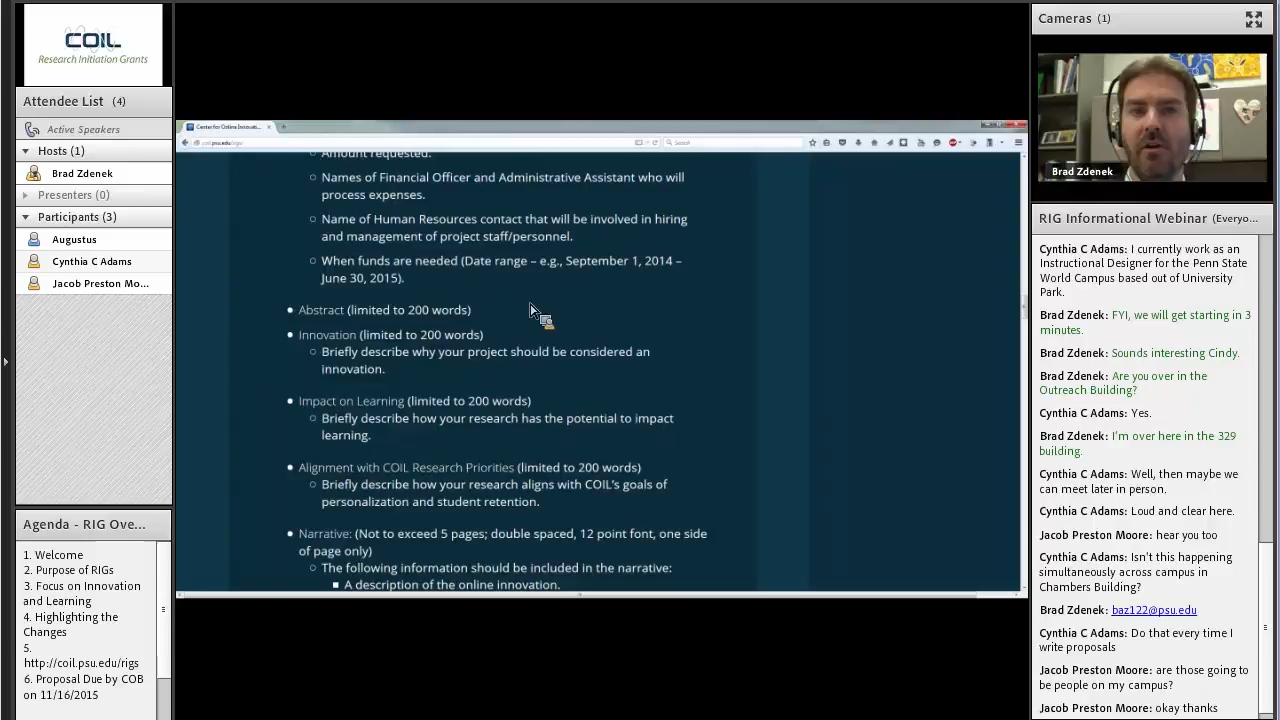 COIL
Research Initiation Grants
Attendee List (4)
Active Speakers
Hosts (1)
Brad Zdenek
Presenters (0)
Participants (3)
Augustus
Cynthia C Adams
Jacob Preston Mo...
Agenda - RIG Ove...
1. Welcome
2. Purpose of RIGs
3. Focus on Innovation
and Learning
4. Highlighting the
Changes
5.
http://coil.psu.edu/rigs
6. Proposal Due by COB
on 11/16/2015
Center for Online Innovati...
coil.psu.edu/rigs/
Search
Amount requested.
Names of Financial Officer and Administrative Assistant who will
process expenses.
Name of Human Resources contact that will be involved in hiring
and management of project staff/personnel.
When funds are needed (Date range – e.g., September 1, 2014 –
June 30, 2015).
Abstract (limited to 200 words)
Innovation (limited to 200 words)
Briefly describe why your project should be considered an
innovation.
Impact on Learning (limited to 200 words)
Briefly describe how your research has the potential to impact
learning.
Alignment with COIL Research Priorities (limited to 200 words)
Briefly describe how your research aligns with COIL's goals of
personalization and student retention.
Narrative: (Not to exceed 5 pages; double spaced, 12 point font, one side
of page only)
The following information should be included in the narrative:
A description of the online innovation.
Cameras (1)
Brad Zdenek
RIG Informational Webinar (Everyo...
Cynthia C Adams: I currently work as an
Instructional Designer for the Penn State
World Campus based out of University
Park.
Brad Zdenek: FYI, we will get starting in 3
minutes.
Brad Zdenek: Sounds interesting Cindy.
Brad Zdenek: Are you over in the
Outreach Building?
Cynthia C Adams: Yes.
Brad Zdenek: I'm over here in the 329
building.
Cynthia C Adams: Well, then maybe we
can meet later in person.
Cynthia C Adams: Loud and clear here.
Jacob Preston Moore: hear you too
Cynthia C Adams: Isn't this happening
simultaneously across campus in
Chambers Building?
Brad Zdenek: baz122@psu.edu
Cynthia C Adams: Do that every time I
write proposals
Jacob Preston Moore: are those going to
be people on my campus?
Jacob Preston Moore: okay thanks